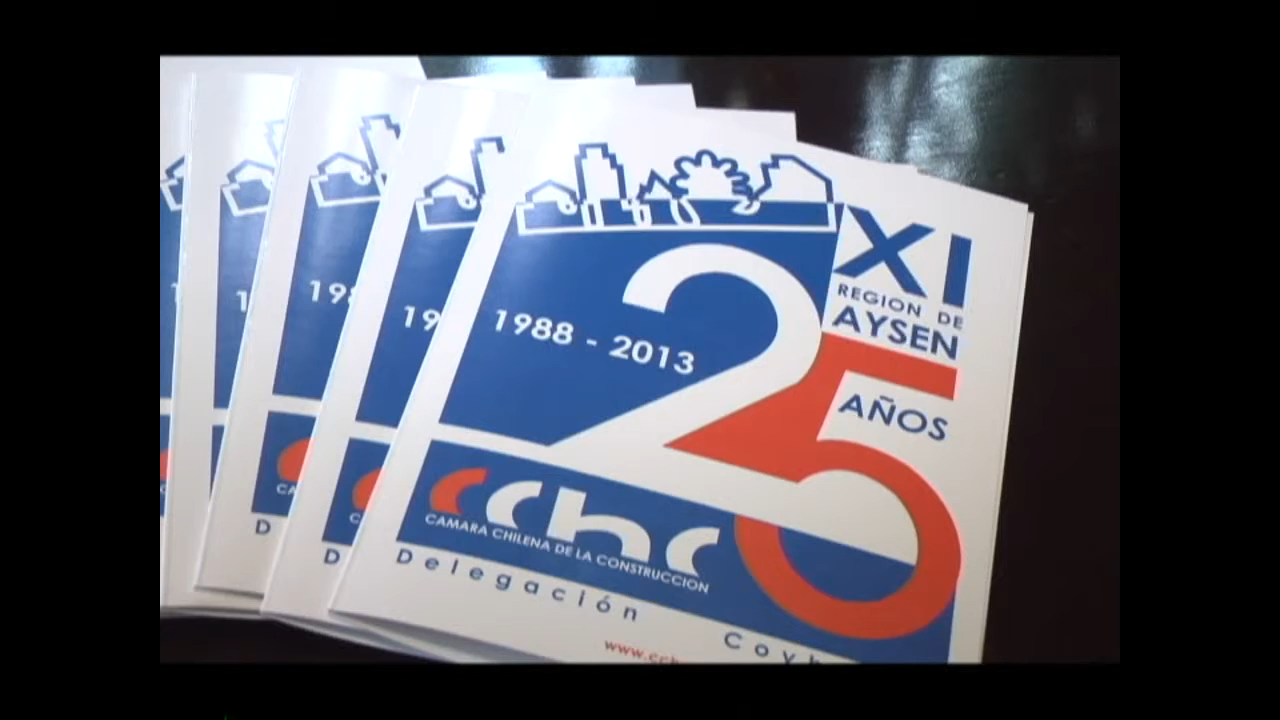 XI
REGION DE
AYSEN
25
AÑOS
1988 - 2013
cchc
CAMARA CHILENA DE LA CONSTRUCCION
Delegación